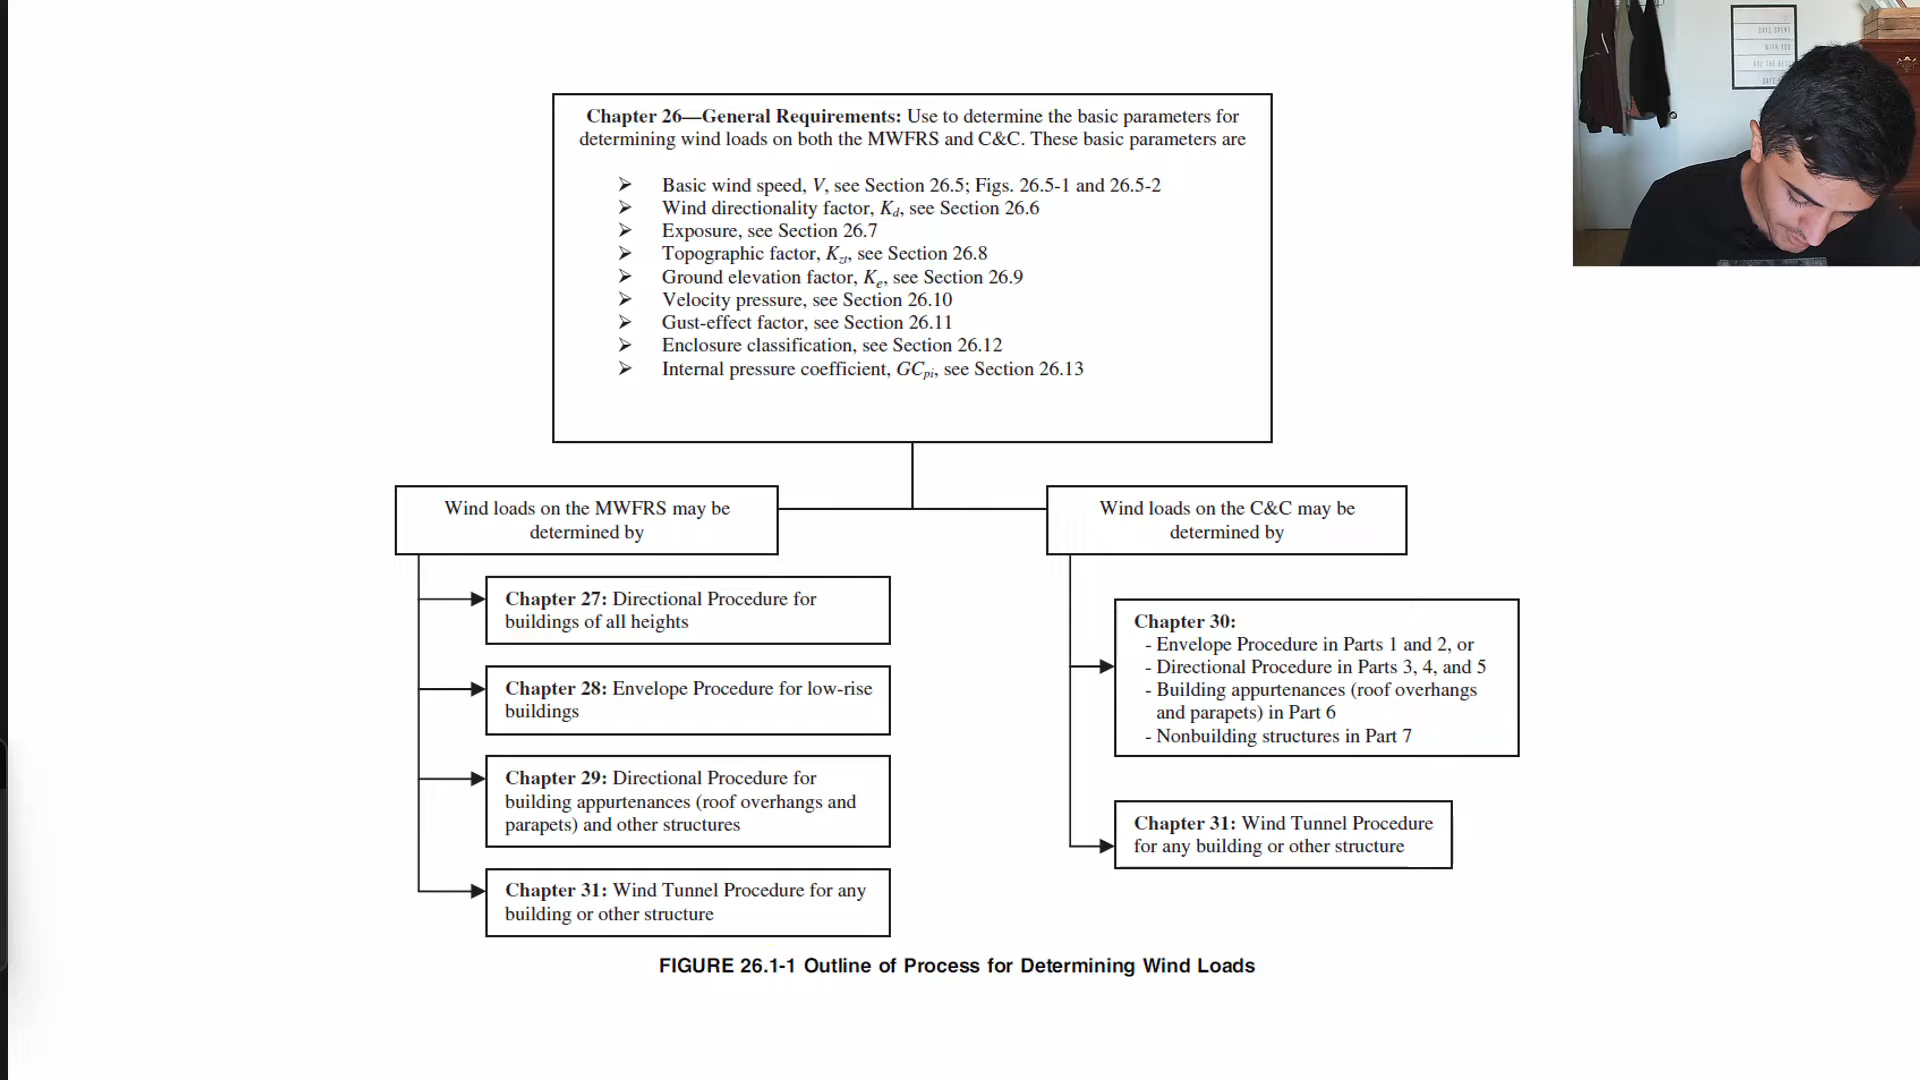 Chapter 26—General Requirements: Use to determine the basic parameters for
determining wind loads on both the MWFRS and C&C. These basic parameters are
➢ Basic wind speed, V, see Section 26.5; Figs. 26.5-1 and 26.5-2
➢ Wind directionality factor, Kd, see Section 26.6
➢ Exposure, see Section 26.7
➢ Topographic factor, Kzt, see Section 26.8
➢ Ground elevation factor, Ke, see Section 26.9
➢ Velocity pressure, see Section 26.10
➢ Gust-effect factor, see Section 26.11
➢ Enclosure classification, see Section 26.12
➢ Internal pressure coefficient, GCpi, see Section 26.13
Wind loads on the MWFRS may be
determined by
Chapter 27: Directional Procedure for
buildings of all heights
Chapter 28: Envelope Procedure for low-rise
buildings
Chapter 29: Directional Procedure for
building appurtenances (roof overhangs and
parapets) and other structures
Chapter 31: Wind Tunnel Procedure for any
building or other structure
Wind loads on the C&C may be
determined by
Chapter 30:
- Envelope Procedure in Parts 1 and 2, or
- Directional Procedure in Parts 3, 4, and 5
- Building appurtenances (roof overhangs
and parapets) in Part 6
- Nonbuilding structures in Part 7
Chapter 31: Wind Tunnel Procedure
for any building or other structure
FIGURE 26.1-1 Outline of Process for Determining Wind Loads
DAYS SPENT
WITH YOU
ARE THE BEST
DAYS